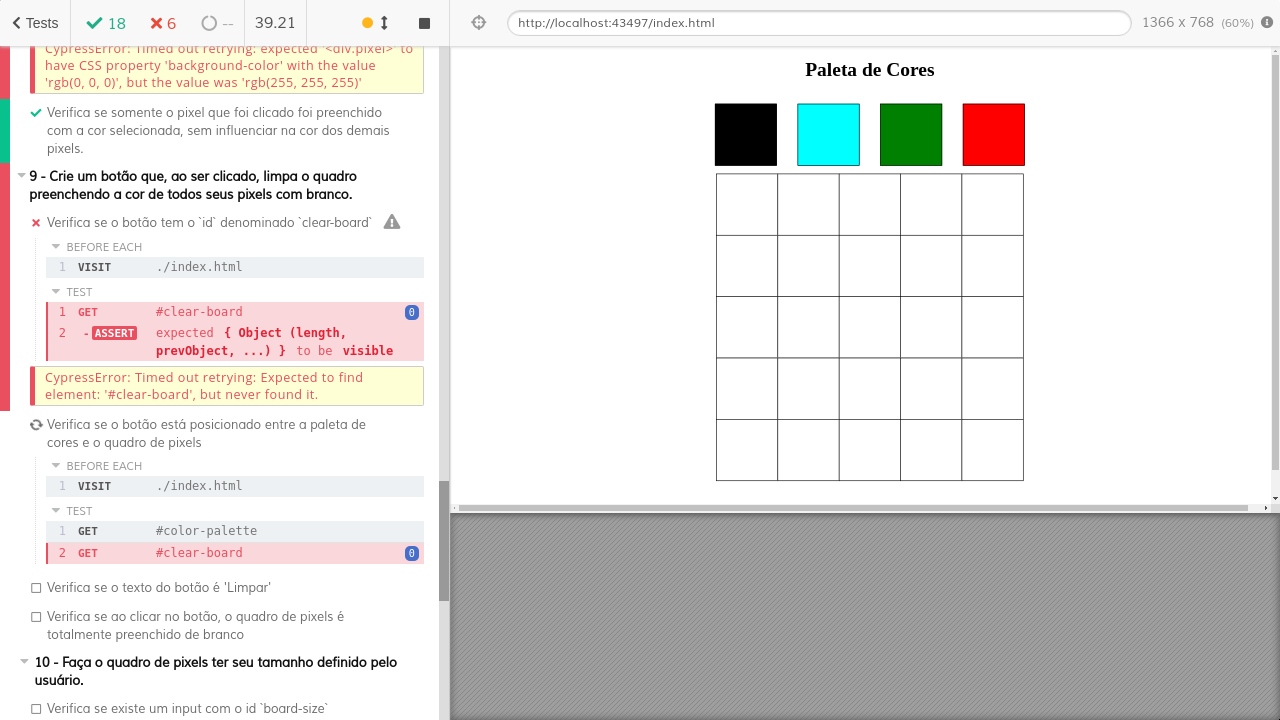 Tests
18
6
--
39.21
http://localhost:43497/index.html
1366 x 768 (60%)
CypressError: Timed out retrying: expected '<div.pixel>' to
have CSS property 'background-color' with the value
'rgb(0, 0, 0)', but the value was 'rgb(255, 255, 255)'
Verifica se somente o pixel que foi clicado foi preenchido
com a cor selecionada, sem influenciar na cor dos demais
pixels.
9 - Crie um botão que, ao ser clicado, limpa o quadro
preenchendo a cor de todos seus pixels com branco.
Verifica se o botão tem o `id` denominado `clear-board`
BEFORE EACH
1 VISIT ./index.html
TEST
1 GET #clear-board 0
2 - ASSERT expected { Object (length,
prevObject, ...) } to be visible
CypressError: Timed out retrying: Expected to find
element: '#clear-board', but never found it.
Verifica se o botão está posicionado entre a paleta de
cores e o quadro de pixels
BEFORE EACH
1 VISIT ./index.html
TEST
1 GET #color-palette
2 GET #clear-board 0
Verifica se o texto do botão é 'Limpar'
Verifica se ao clicar no botão, o quadro de pixels é
totalmente preenchido de branco
10 - Faça o quadro de pixels ter seu tamanho definido pelo
usuário.
Verifica se existe um input com o id `board-size`
Paleta de Cores